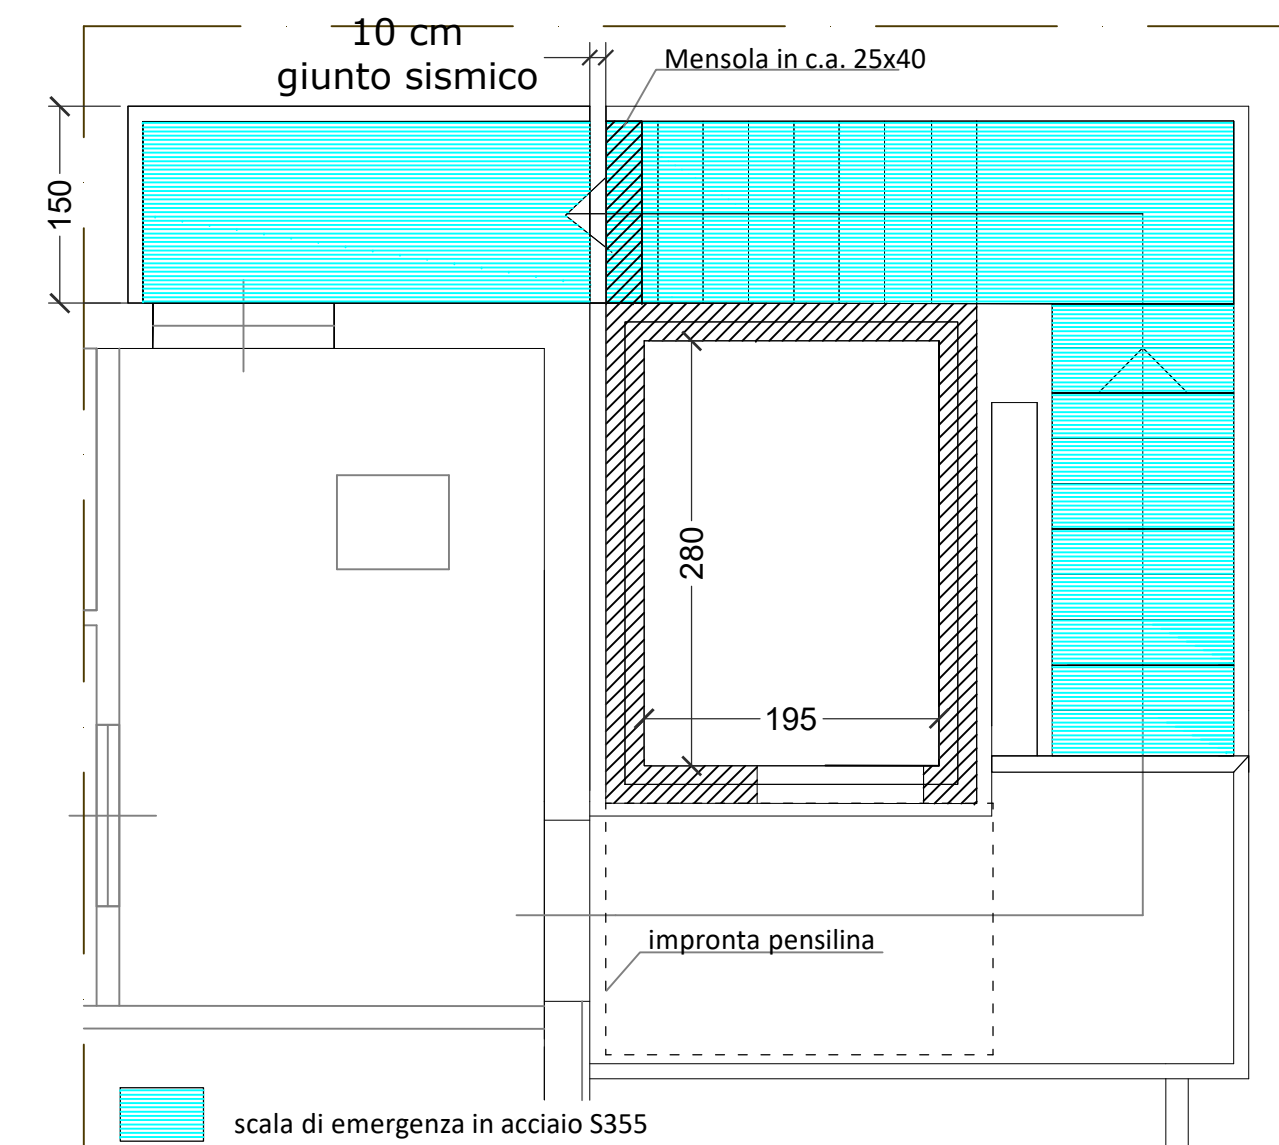 10 cm
giunto sismico
Mensola in c.a. 25x40
150
280
195
impronta pensilina
scala di emergenza in acciaio S355